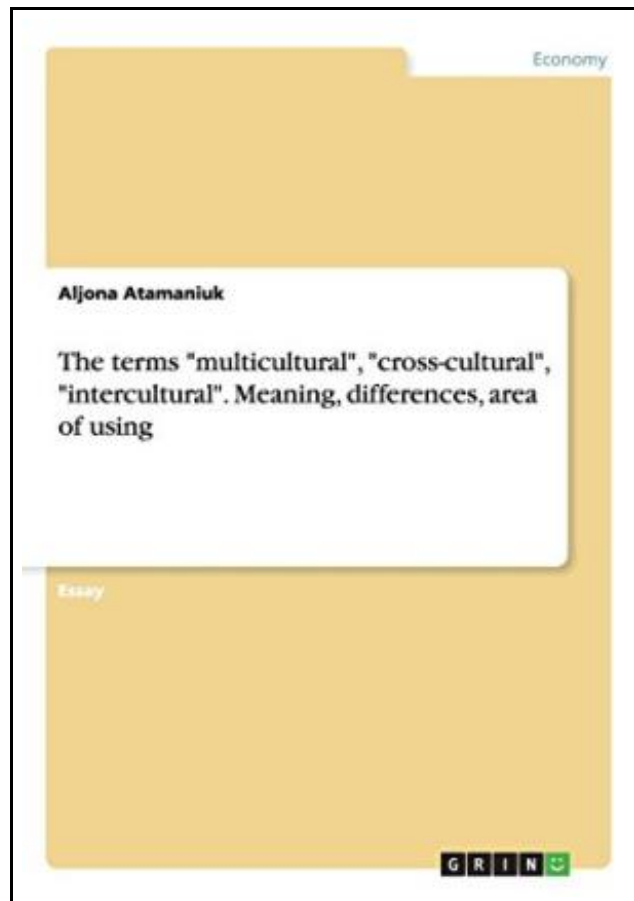 Economy
Aljona Atamaniuk
The terms "multicultural", "cross-cultural",
"intercultural". Meaning, differences, area
of using
Essay
GRIN